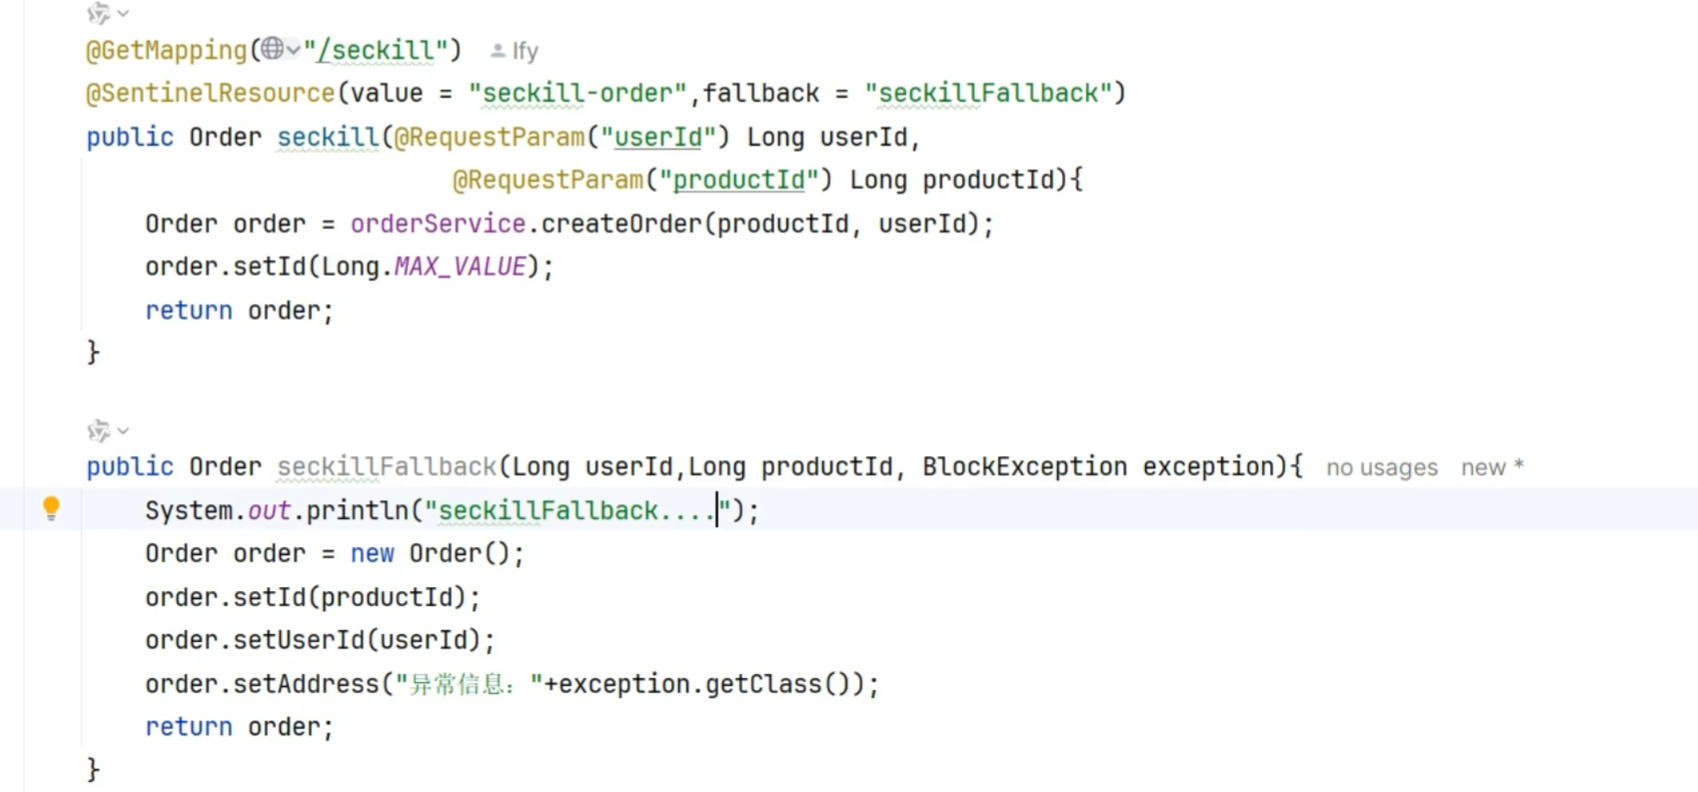 @GetMapping("/seckill") lfy
@SentinelResource(value = "seckill-order",fallback = "seckillFallback")
public Order seckill(@RequestParam("userId") Long userId,
@RequestParam("productId") Long productId){
Order order = orderService.createOrder(productId, userId);
order.setId(Long.MAX_VALUE);
return order;
}
public Order seckillFallback(Long userId,Long productId, BlockException exception){ no usages new *
System.out.println("seckillFallback....");
Order order = new Order();
order.setId(productId);
order.setUserId(userId);
order.setAddress("异常信息："+exception.getClass());
return order;
}